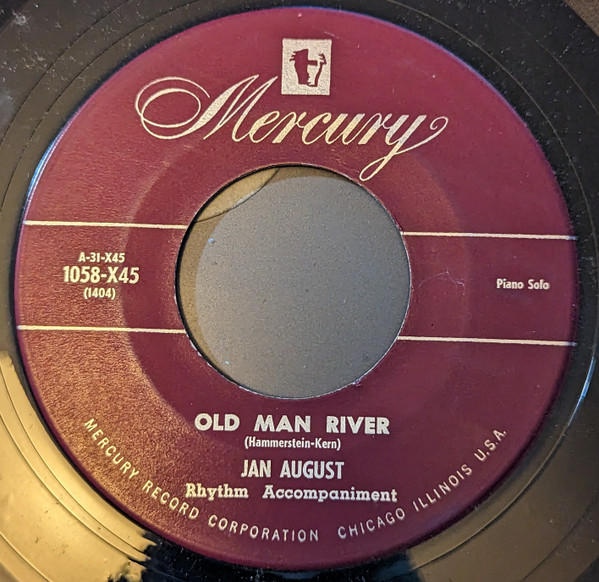 Mercury
A-31-X45
1058-X45
(1404)
Piano Solo
OLD MAN RIVER
(Hammerstein-Kern)
JAN AUGUST
Rhythm Accompaniment
MERCURY RECORD CORPORATION CHICAGO ILLINOIS U.S.A.